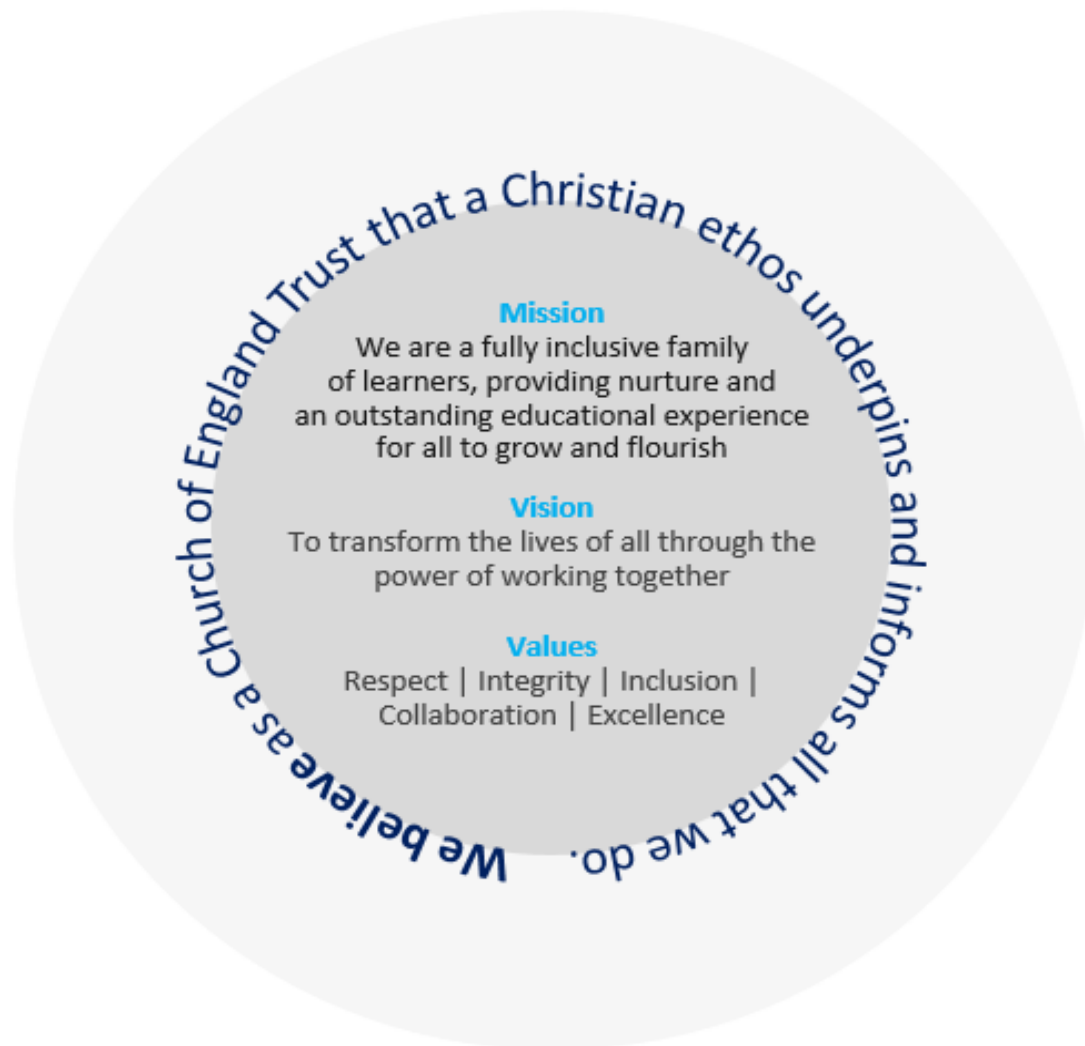 We believe as a Church of England Trust that a Christian ethos underpins and informs all that we do.
Mission
We are a fully inclusive family
of learners, providing nurture and
an outstanding educational experience
for all to grow and flourish
Vision
To transform the lives of all through the
power of working together
Values
Respect | Integrity | Inclusion |
Collaboration | Excellence